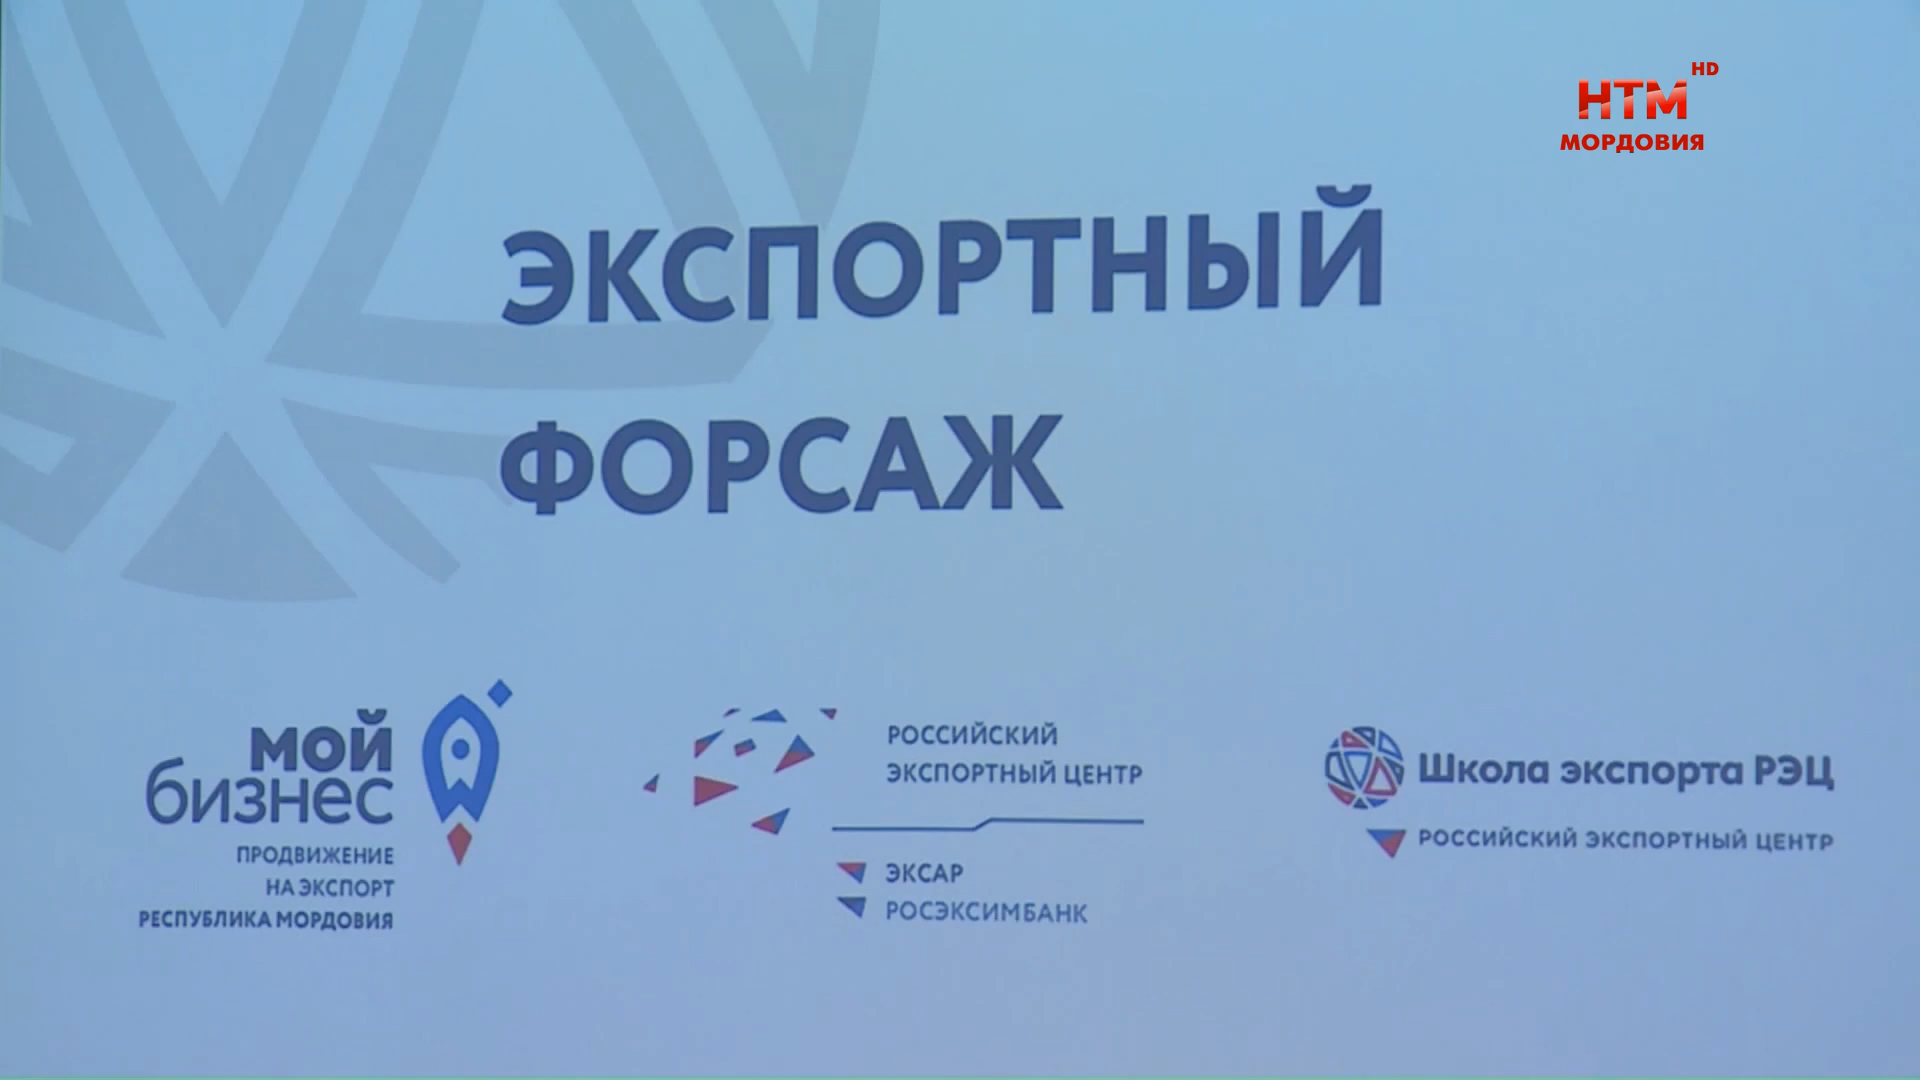 HD
НТМ
МОРДОВИЯ
ЭКСПОРТНЫЙ
ФОРСАЖ
мой
бизнес
ПРОДВИЖЕНИЕ
НА ЭКСПОРТ
РЕСПУБЛИКА МОРДОВИЯ
РОССИЙСКИЙ
ЭКСПОРТНЫЙ ЦЕНТР
ЭКСАР
РОСЭКСИМБАНК
Школа экспорта РЭЦ
РОССИЙСКИЙ ЭКСПОРТНЫЙ ЦЕНТР